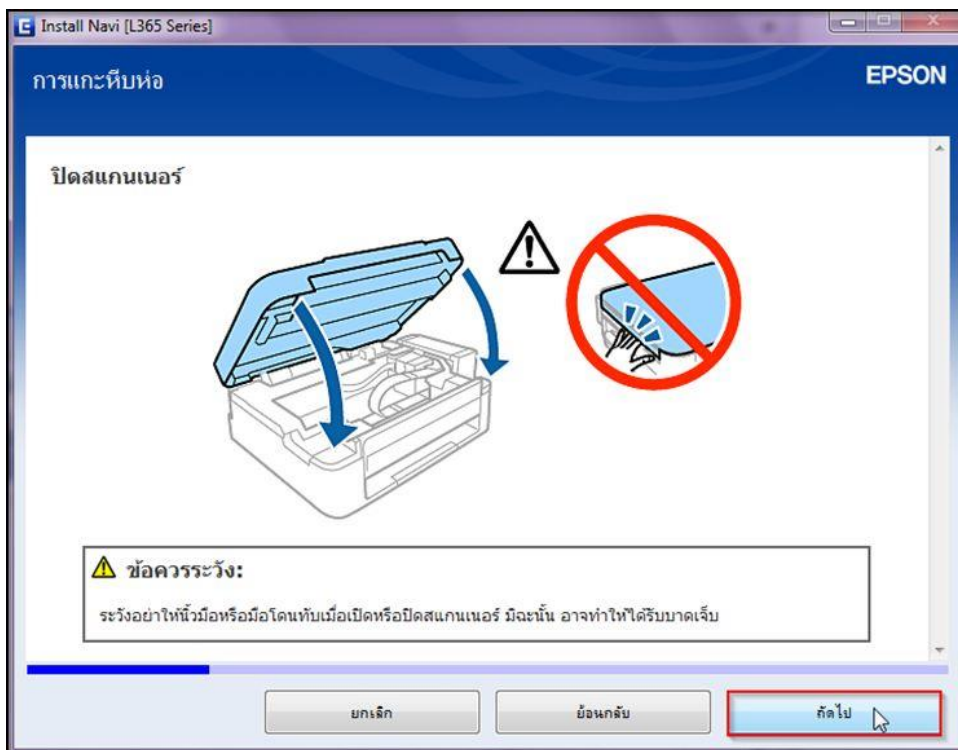 Install Navi [L365 Series]
การแกะหีบห่อ
EPSON
ปิดสแกนเนอร์
ข้อควรระวัง:
ระวังอย่าให้นิ้วมือหรือมือโดนทับเมื่อเปิดหรือปิดสแกนเนอร์ มิฉะนั้น อาจทำให้ได้รับบาดเจ็บ
ยกเลิก
ย้อนกลับ
ถัดไป